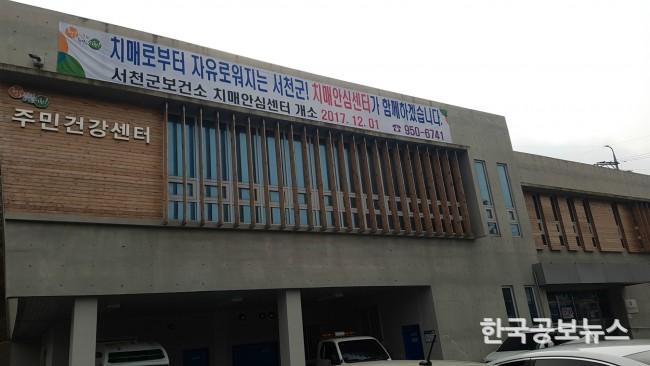 치매로부터 자유로워지는 서천군! 치매안심센터가 함께하겠습니다.
서천군보건소 치매안심센터 개소 2017. 12. 01 ☎ 950-6741
주민건강센터
한국공보뉴스